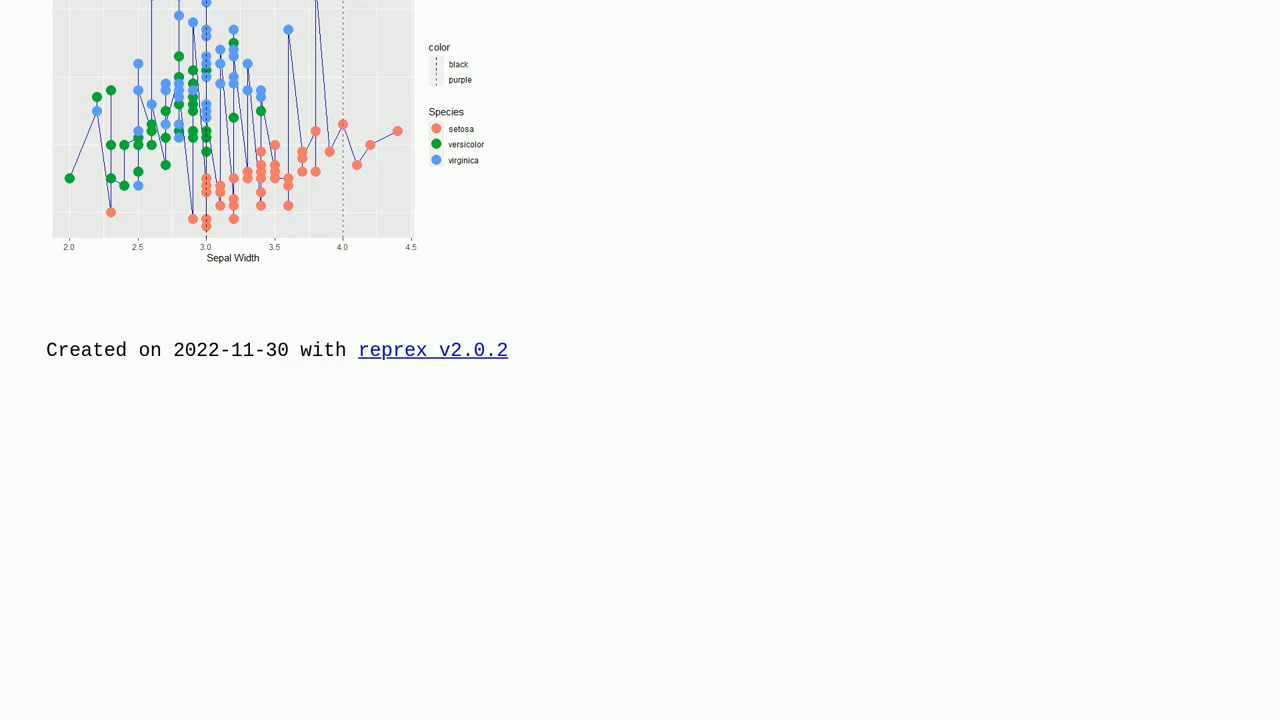 color
black
purple
Species
setosa
versicolor
virginica
2.0 2.5 3.0 3.5 4.0 4.5
Sepal Width
Created on 2022-11-30 with reprex v2.0.2